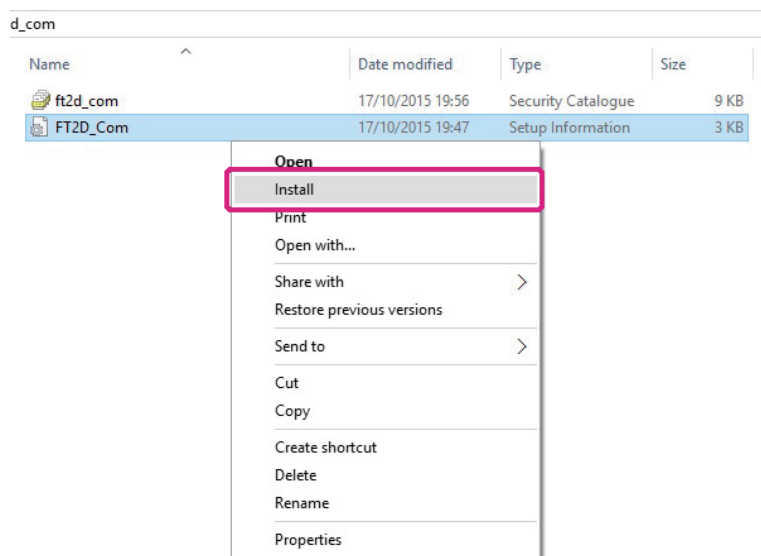 d_com
Name Date modified Type Size
ft2d_com 17/10/2015 19:56 Security Catalogue 9 KB
FT2D_Com 17/10/2015 19:47 Setup Information 3 KB
Open
Install
Print
Open with...
Share with
Restore previous versions
Send to
Cut
Copy
Create shortcut
Delete
Rename
Properties